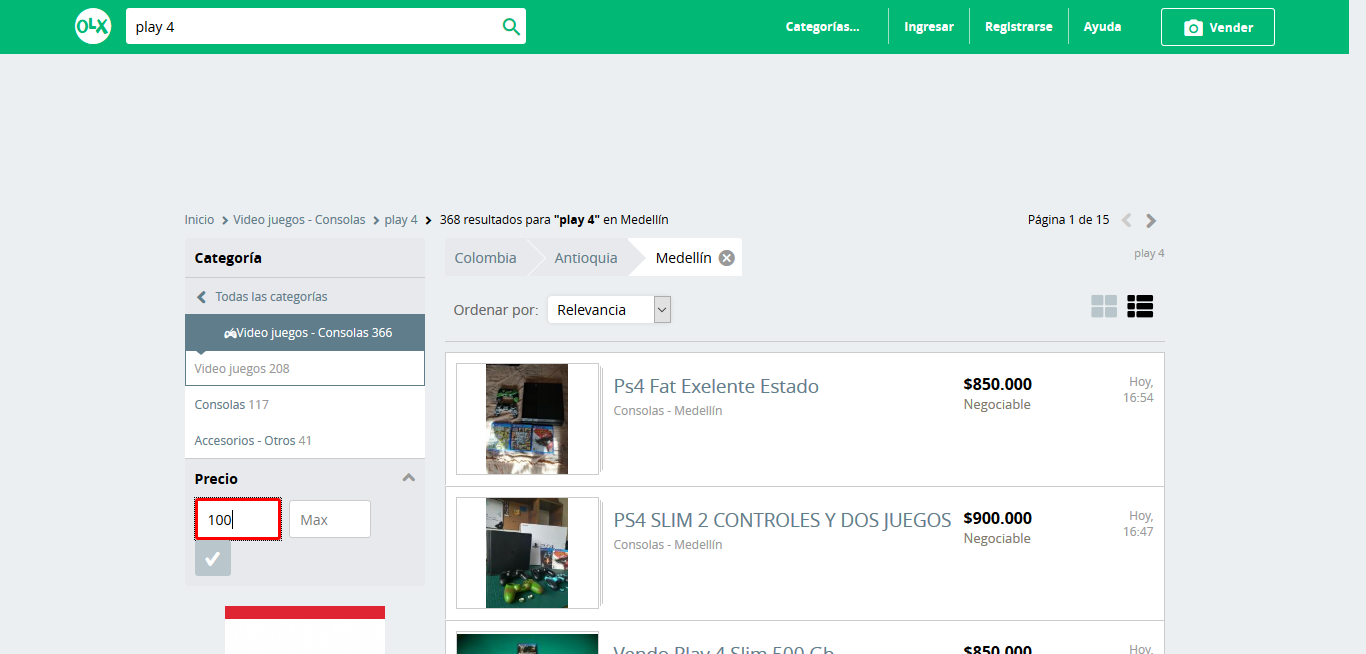 OLX
play 4
Categorías...
Ingresar
Registrarse
Ayuda
Vender
Inicio
Video juegos - Consolas
play 4
368 resultados para "play 4" en Medellín
Página 1 de 15
Categoría
Todas las categorías
Video juegos - Consolas 366
Video juegos 208
Consolas 117
Accesorios - Otros 41
Precio
100
Max
Colombia
Antioquia
Medellín
play 4
Ordenar por:
Relevancia
Ps4 Fat Exelente Estado
Consolas - Medellín
$850.000
Negociable
Hoy,
16:54
PS4 SLIM 2 CONTROLES Y DOS JUEGOS
Consolas - Medellín
$900.000
Negociable
Hoy,
16:47
Vendo Play 4 Slim 500 Gb
$850.000
Hoy,